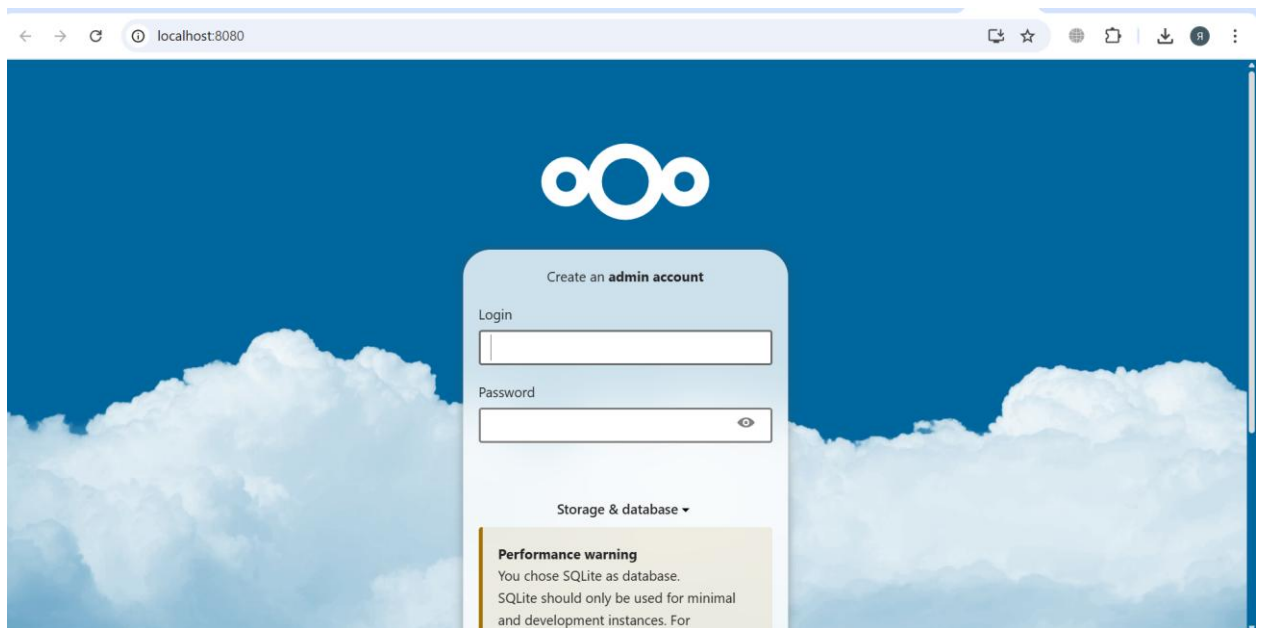 localhost:8080
Я
Create an admin account
Login
Password
Storage & database
Performance warning
You chose SQLite as database.
SQLite should only be used for minimal
and development instances. For